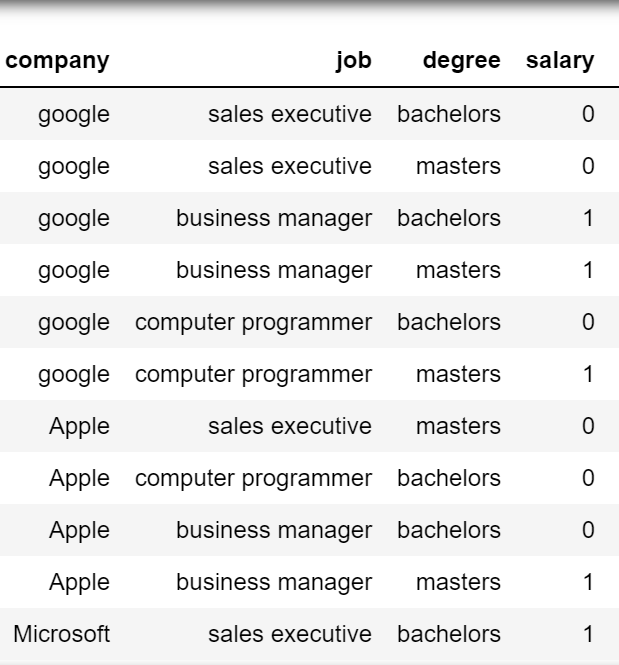 company job degree salary
google sales executive bachelors 0
google sales executive masters 0
google business manager bachelors 1
google business manager masters 1
google computer programmer bachelors 0
google computer programmer masters 1
Apple sales executive masters 0
Apple computer programmer bachelors 0
Apple business manager bachelors 0
Apple business manager masters 1
Microsoft sales executive bachelors 1